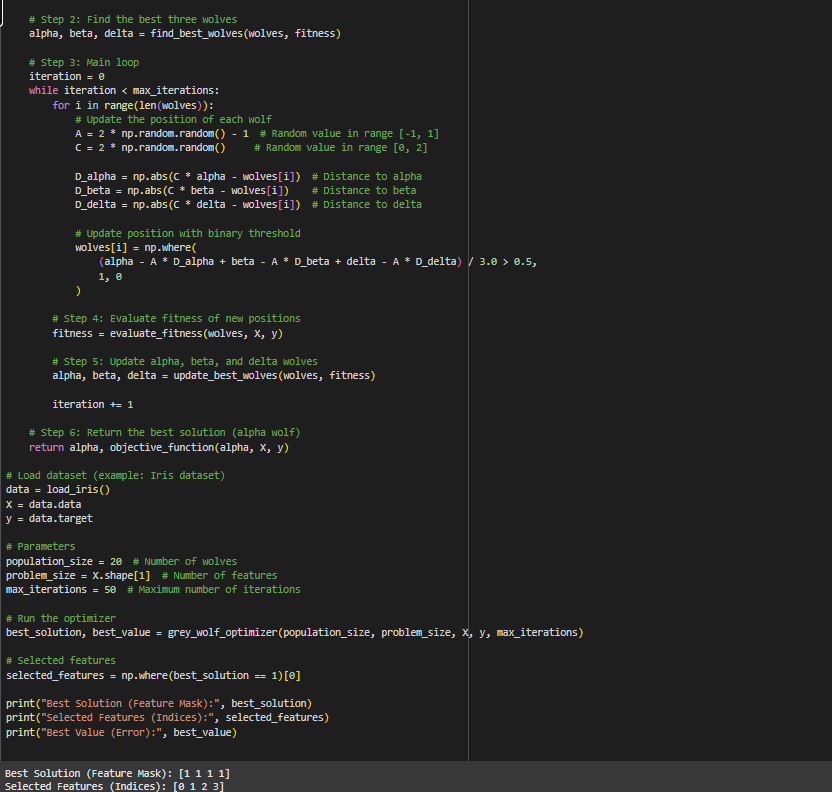 # Step 2: Find the best three wolves
    alpha, beta, delta = find_best_wolves(wolves, fitness)

    # Step 3: Main loop
    iteration = 0
    while iteration < max_iterations:
        for i in range(len(wolves)):
            # Update the position of each wolf
            A = 2 * np.random.random() - 1  # Random value in range [-1, 1]
            C = 2 * np.random.random()     # Random value in range [0, 2]

            D_alpha = np.abs(C * alpha - wolves[i])  # Distance to alpha
            D_beta = np.abs(C * beta - wolves[i])    # Distance to beta
            D_delta = np.abs(C * delta - wolves[i])  # Distance to delta

            # Update position with binary threshold
            wolves[i] = np.where(
                (alpha - A * D_alpha + beta - A * D_beta + delta - A * D_delta) / 3.0 > 0.5,
                1, 0
            )

        # Step 4: Evaluate fitness of new positions
        fitness = evaluate_fitness(wolves, X, y)

        # Step 5: Update alpha, beta, and delta wolves
        alpha, beta, delta = update_best_wolves(wolves, fitness)

        iteration += 1

    # Step 6: Return the best solution (alpha wolf)
    return alpha, objective_function(alpha, X, y)

# Load dataset (example: Iris dataset)
data = load_iris()
X = data.data
y = data.target

# Parameters
population_size = 20  # Number of wolves
problem_size = X.shape[1]  # Number of features
max_iterations = 50  # Maximum number of iterations

# Run the optimizer
best_solution, best_value = grey_wolf_optimizer(population_size, problem_size, X, y, max_iterations)

# Selected features
selected_features = np.where(best_solution == 1)[0]

print("Best Solution (Feature Mask):", best_solution)
print("Selected Features (Indices):", selected_features)
print("Best Value (Error):", best_value)

Best Solution (Feature Mask): [1 1 1 1]
Selected Features (Indices): [0 1 2 3]